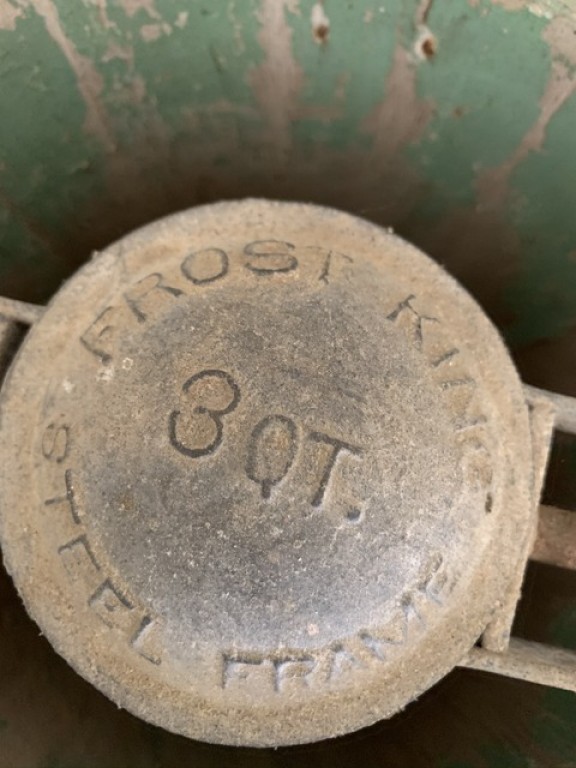 FROST KING
3 QT.
STEEL FRAME